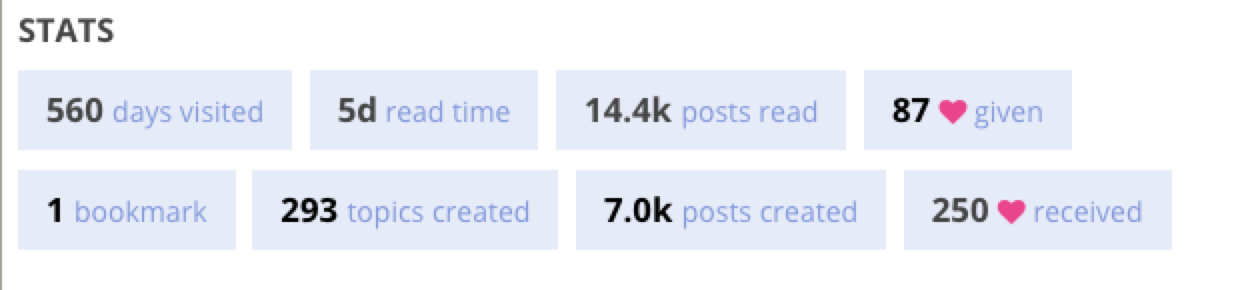 STATS
560 days visited 5d read time 14.4k posts read 87 ❤ given
1 bookmark 293 topics created 7.0k posts created 250 ❤ received